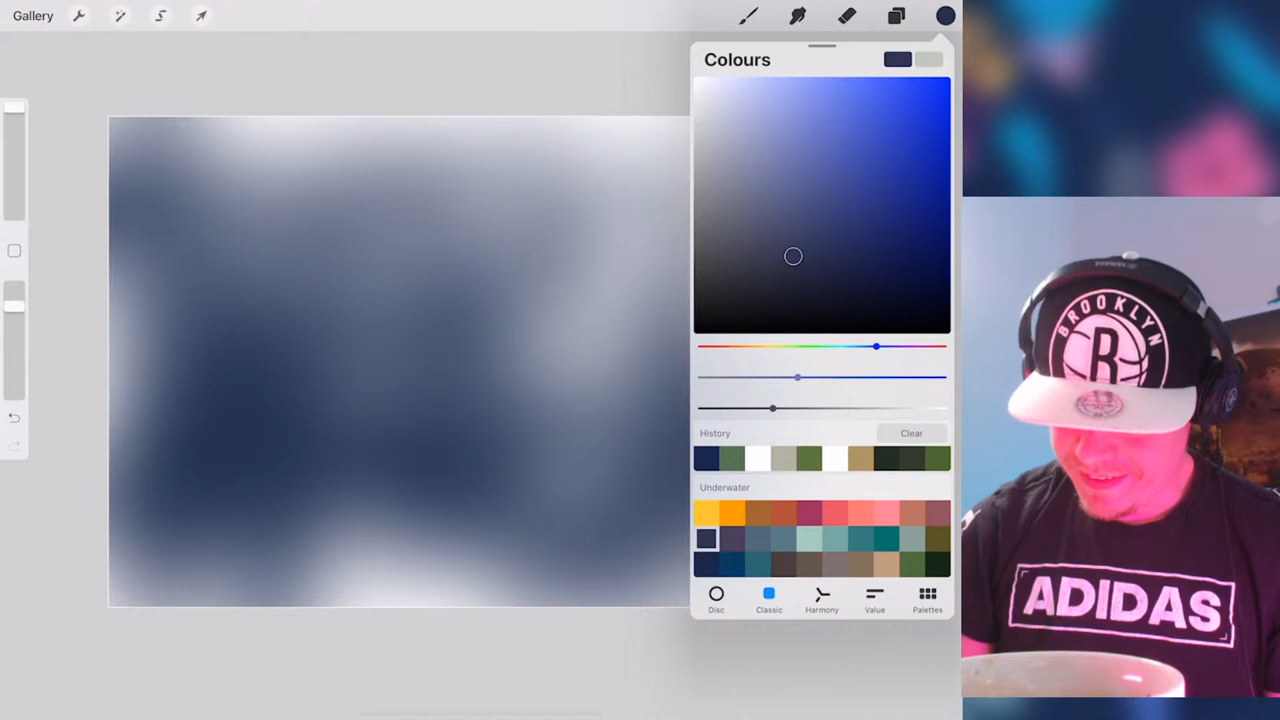 Gallery
Colours
History
Clear
Underwater
Disc
Classic
Harmony
Value
Palettes
BROOKLYN
B
ADIDAS